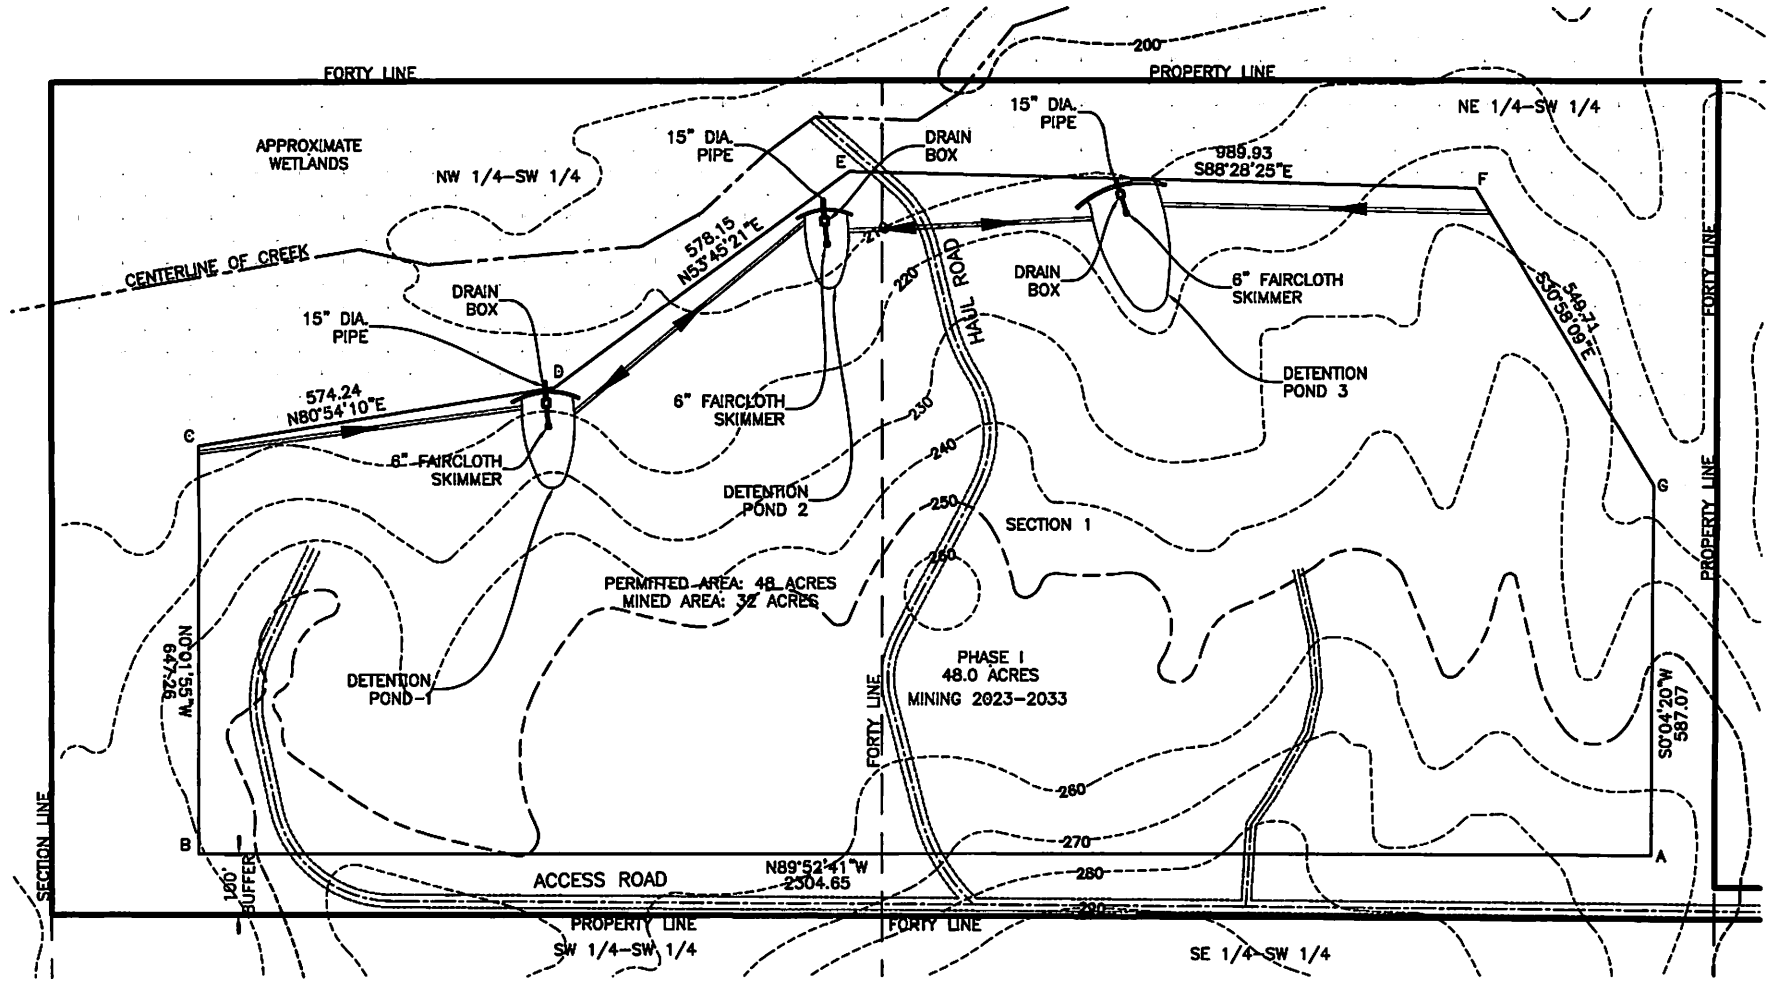 200
FORTY LINE
PROPERTY LINE
15" DIA.
PIPE
NE 1/4-SW 1/4
APPROXIMATE
WETLANDS
15" DIA.
PIPE
DRAIN
BOX
E
989.93
S88°28'25"E
NW 1/4-SW 1/4
F
578.15
N53°45'21"E
210
CENTERLINE OF CREEK
HAUL ROAD
220
DRAIN
BOX
6" FAIRCLOTH
SKIMMER
FORTY LINE
549.71
S30°58'09"E
DRAIN
BOX
15" DIA.
PIPE
D
574.24
N80°54'10"E
6" FAIRCLOTH
SKIMMER
DETENTION
POND 3
230
C
240
6" FAIRCLOTH
SKIMMER
DETENTION
POND 2
250
SECTION 1
G
PROPERTY LINE
260
PERMITTED AREA: 48 ACRES
MINED AREA: 32 ACRES
N0°01'55"W
647.26
DETENTION
POND 1
FORTY LINE
PHASE I
48.0 ACRES
MINING 2023-2033
S0°04'20"W
587.07
260
SECTION LINE
B
270
A
100'
BUFFER
ACCESS ROAD
N89°52'41"W
2304.65
280
290
PROPERTY LINE
FORTY LINE
SW 1/4-SW 1/4
SE 1/4-SW 1/4